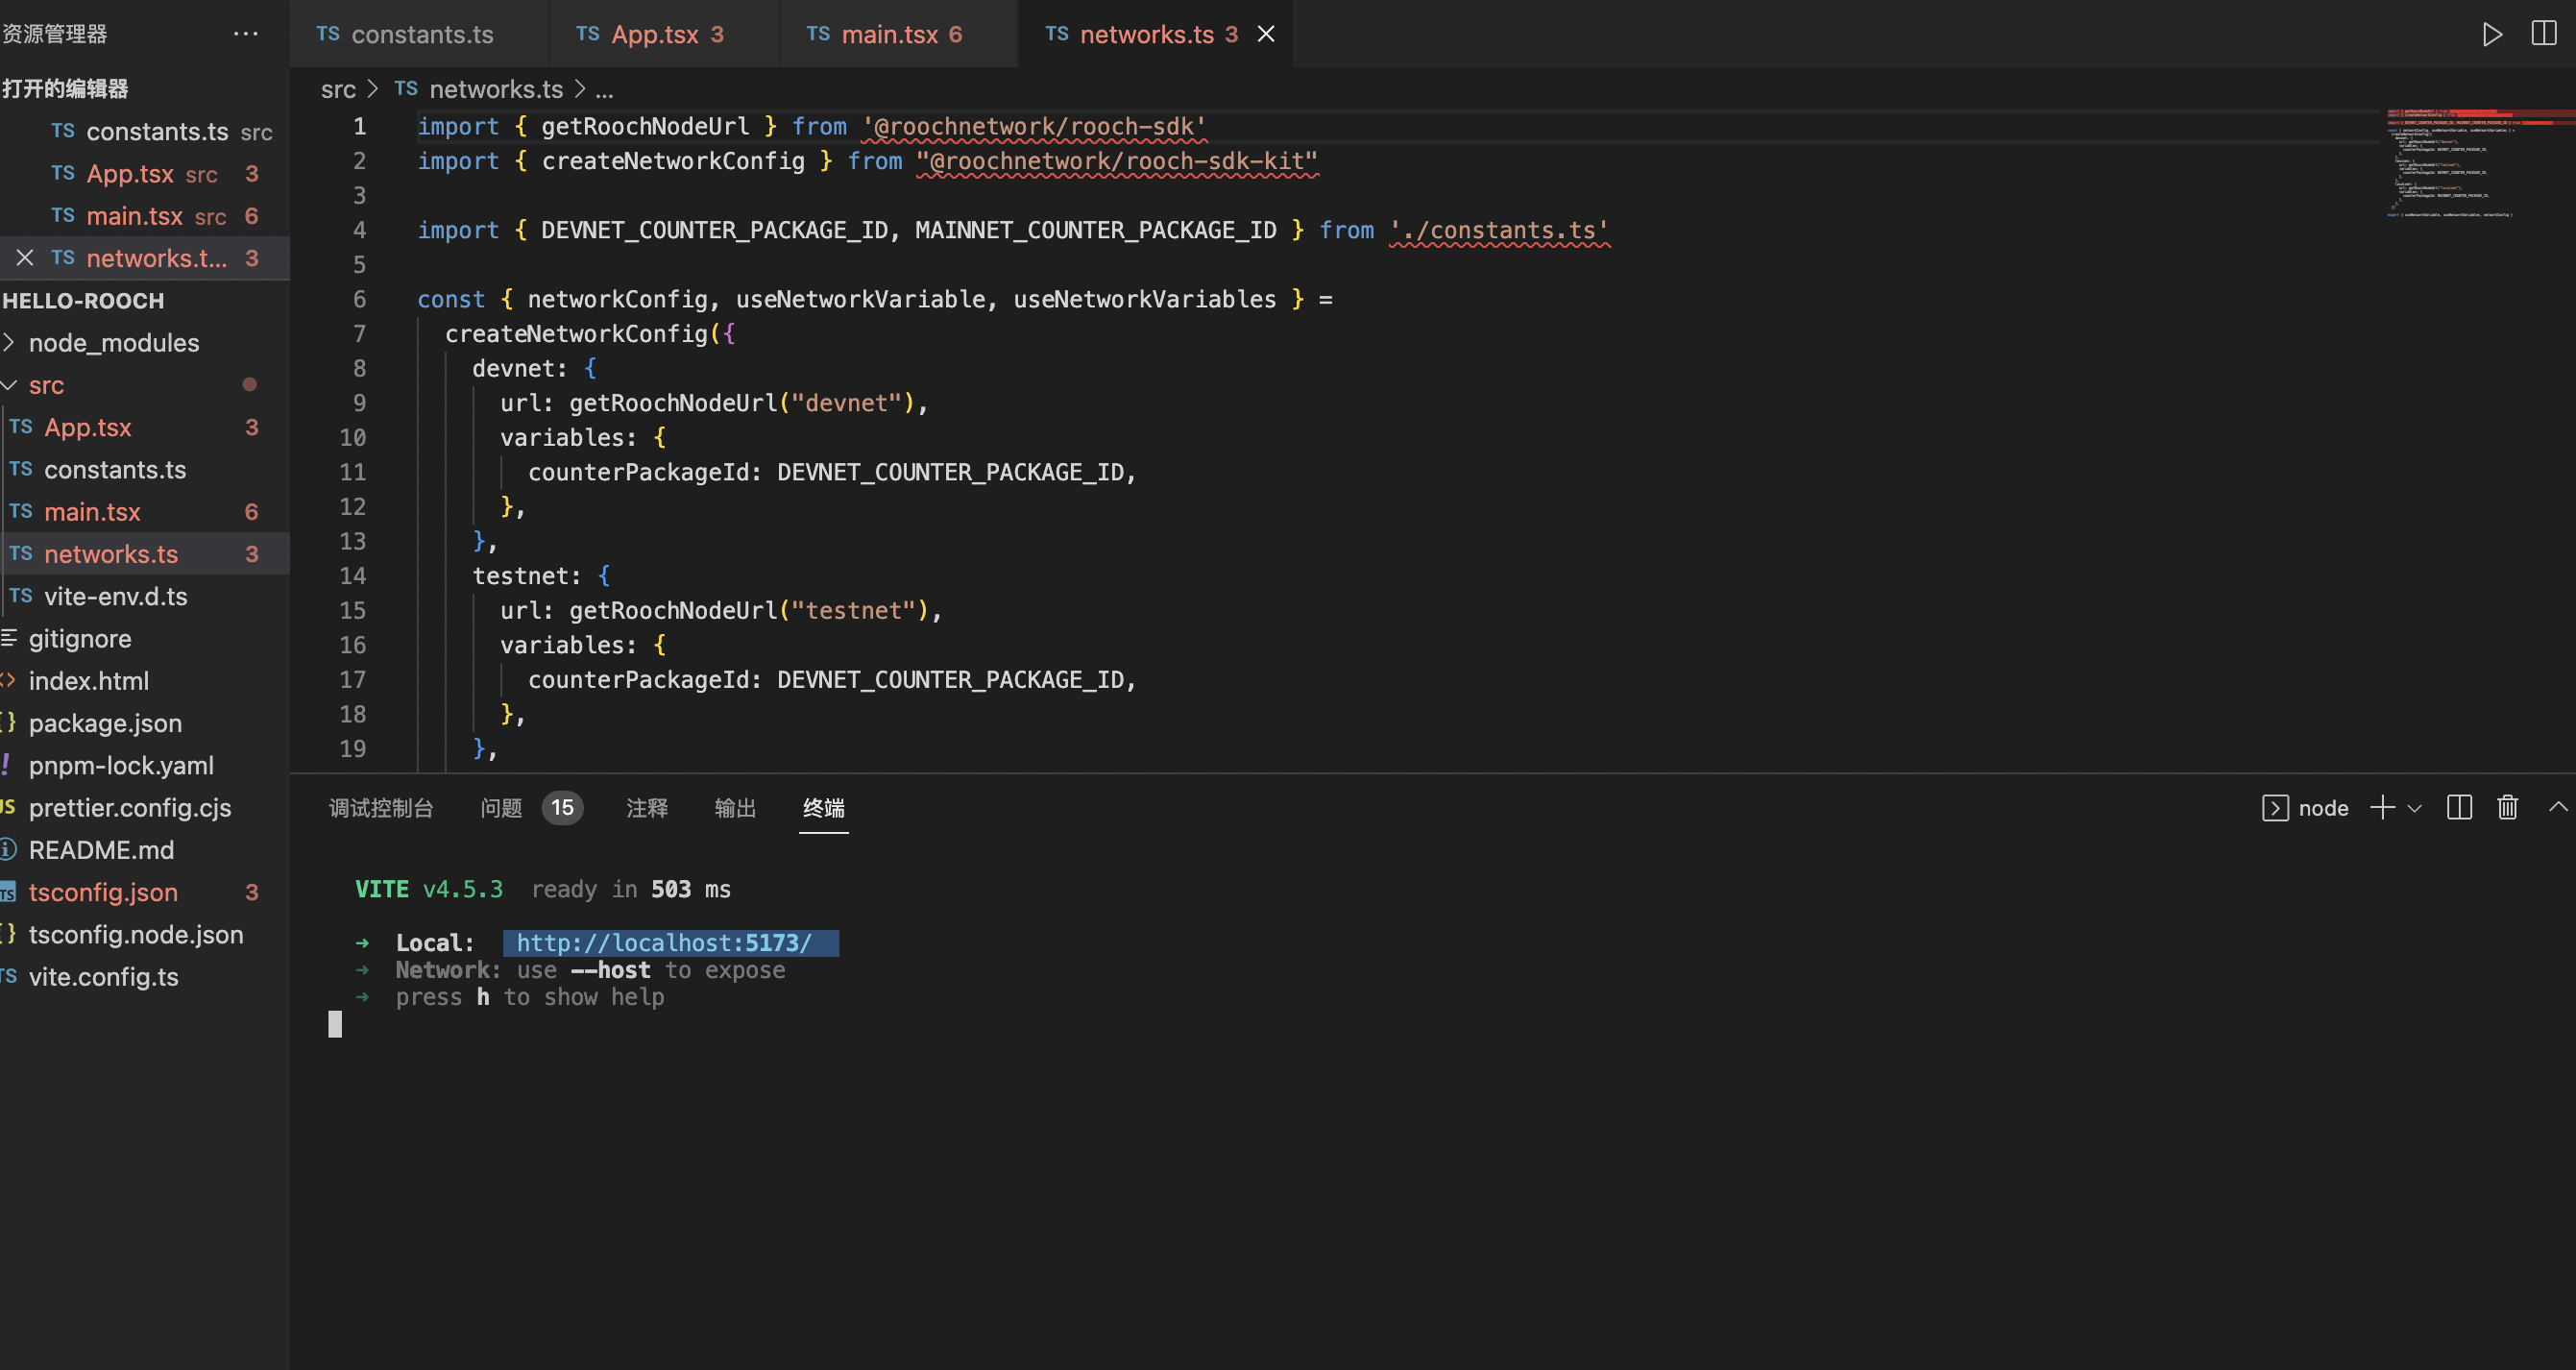 资源管理器
打开的编辑器
TS constants.ts src
TS App.tsx src 3
TS main.tsx src 6
TS networks.t... 3
HELLO-ROOCH
node_modules
src
TS App.tsx 3
TS constants.ts
TS main.tsx 6
TS networks.ts 3
TS vite-env.d.ts
gitignore
index.html
package.json
pnpm-lock.yaml
JS prettier.config.cjs
README.md
TS tsconfig.json 3
tsconfig.node.json
TS vite.config.ts
TS constants.ts TS App.tsx 3 TS main.tsx 6 TS networks.ts 3
src > TS networks.ts > ...
1 import { getRoochNodeUrl } from '@roochnetwork/rooch-sdk'
2 import { createNetworkConfig } from "@roochnetwork/rooch-sdk-kit"
3
4 import { DEVNET_COUNTER_PACKAGE_ID, MAINNET_COUNTER_PACKAGE_ID } from './constants.ts'
5
6 const { networkConfig, useNetworkVariable, useNetworkVariables } =
7 createNetworkConfig({
8 devnet: {
9 url: getRoochNodeUrl("devnet"),
10 variables: {
11 counterPackageId: DEVNET_COUNTER_PACKAGE_ID,
12 },
13 },
14 testnet: {
15 url: getRoochNodeUrl("testnet"),
16 variables: {
17 counterPackageId: DEVNET_COUNTER_PACKAGE_ID,
18 },
19 },
调试控制台 问题 15 注释 输出 终端 node
VITE v4.5.3 ready in 503 ms
➜ Local: http://localhost:5173/
➜ Network: use --host to expose
➜ press h to show help